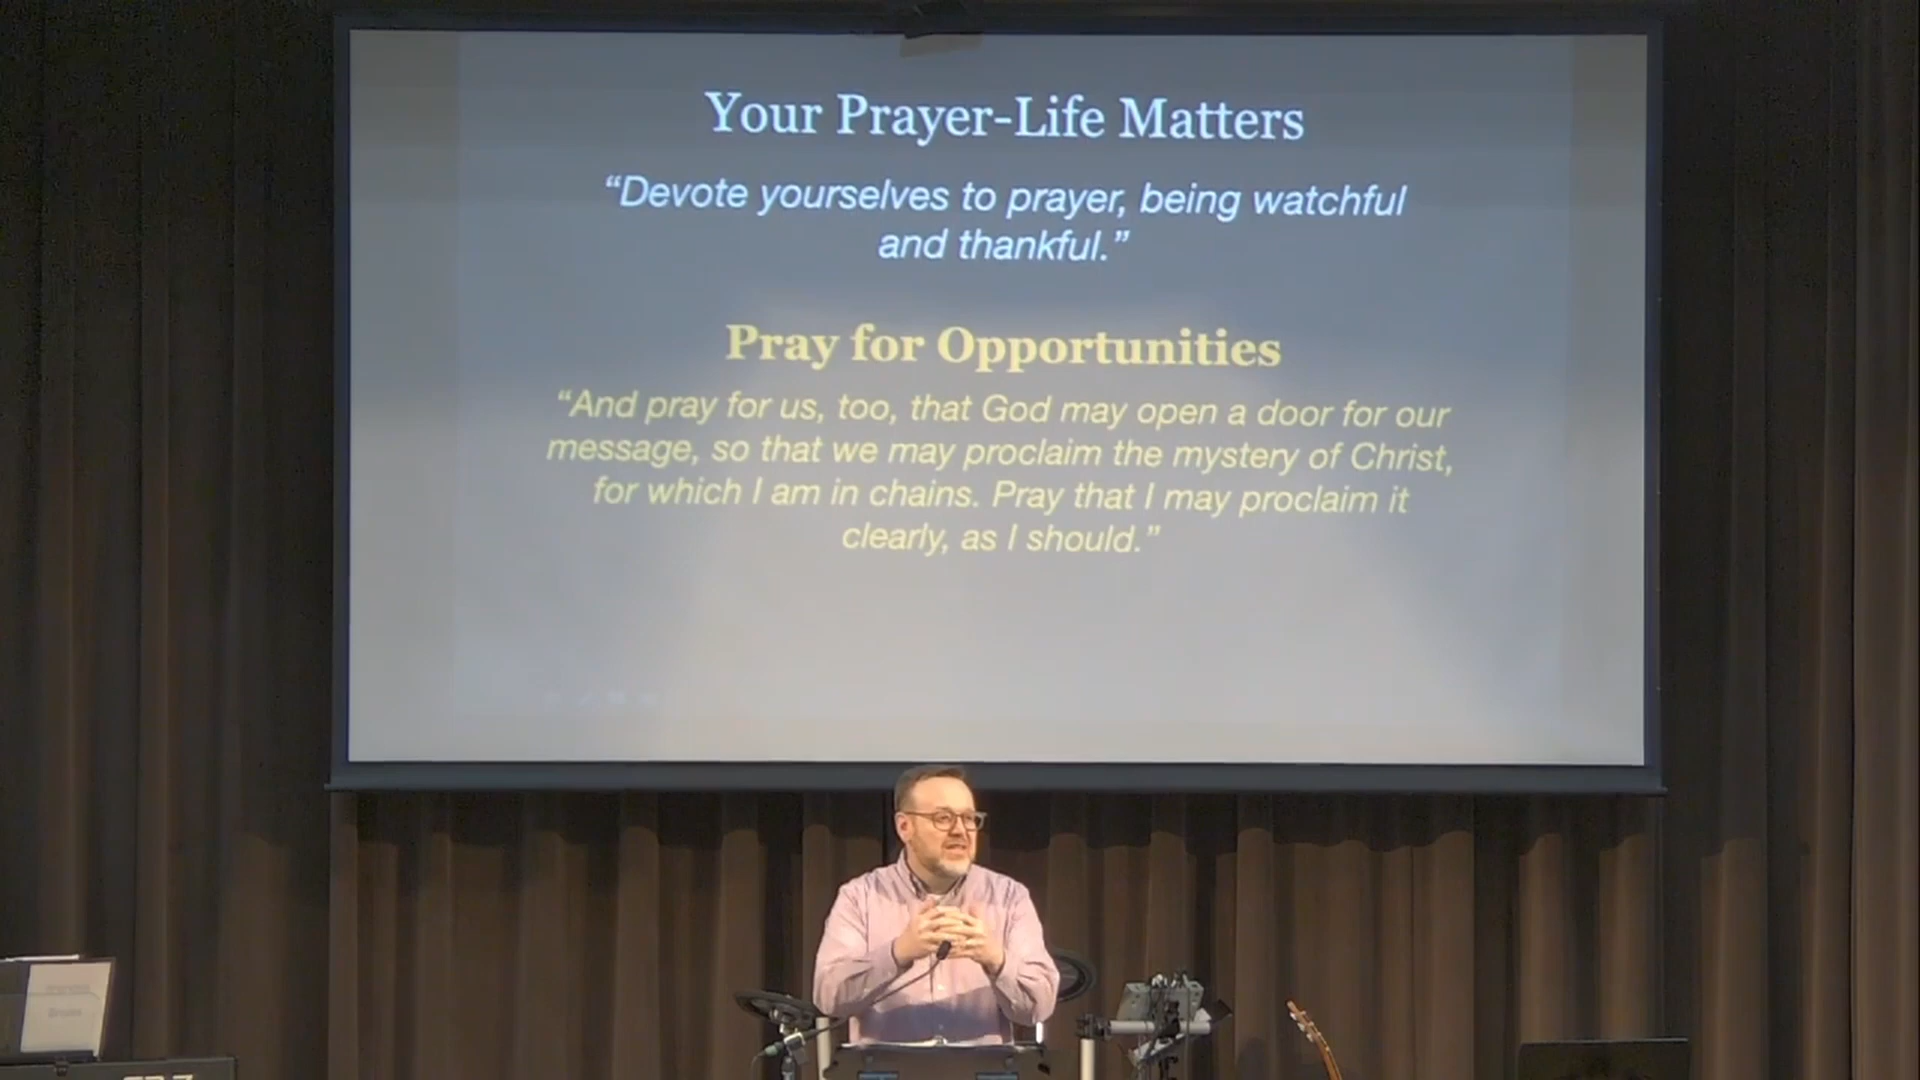 Your Prayer-Life Matters
“Devote yourselves to prayer, being watchful
and thankful.”
Pray for Opportunities
“And pray for us, too, that God may open a door for our
message, so that we may proclaim the mystery of Christ,
for which I am in chains. Pray that I may proclaim it
clearly, as I should.”